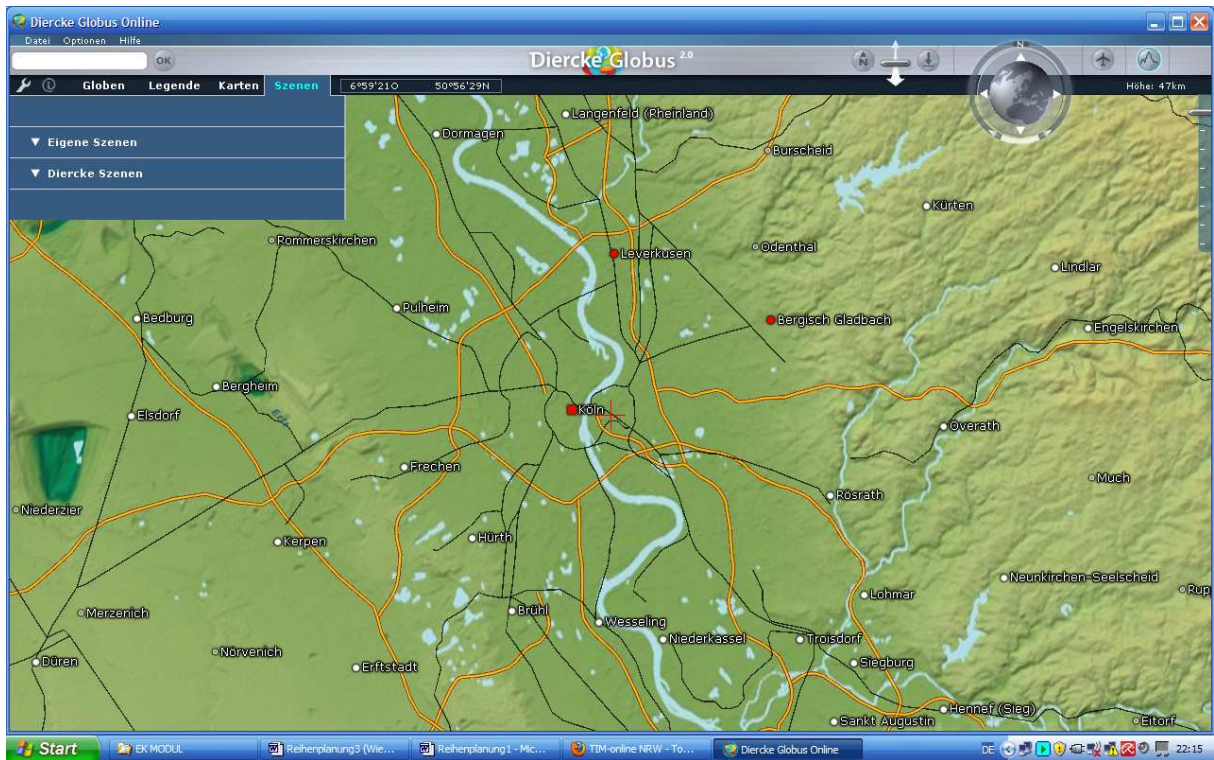 Diercke Globus Online
Datei Optionen Hilfe
OK
Diercke Globus 2.0
N
N
Globen Legende Karten Szenen 6°59'21O 50°56'29N
Höhe: 47km
Eigene Szenen
Diercke Szenen
Langenfeld (Rheinland)
Dormagen
Burscheid
Kürten
Rommerskirchen
Odenthal
Leverkusen
Lindlar
Pulheim
Bedburg
Bergisch Gladbach
Engelskirchen
Bergheim
Köln
Elsdorf
Erft
Overath
Frechen
Much
Rösrath
Niederzier
Hürth
Kerpen
Neunkirchen-Seelscheid
Rup
Lohmar
Merzenich
Brühl
Wesseling
Niederkassel
Troisdorf
Nörvenich
Düren
Erftstadt
Siegburg
Hennef (Sieg)
Sankt Augustin
Eitorf
Start EK MODUL Reihenplanung3 (Wie... Reihenplanung1 - Mic... TIM-online NRW - To... Diercke Globus Online DE 22:15